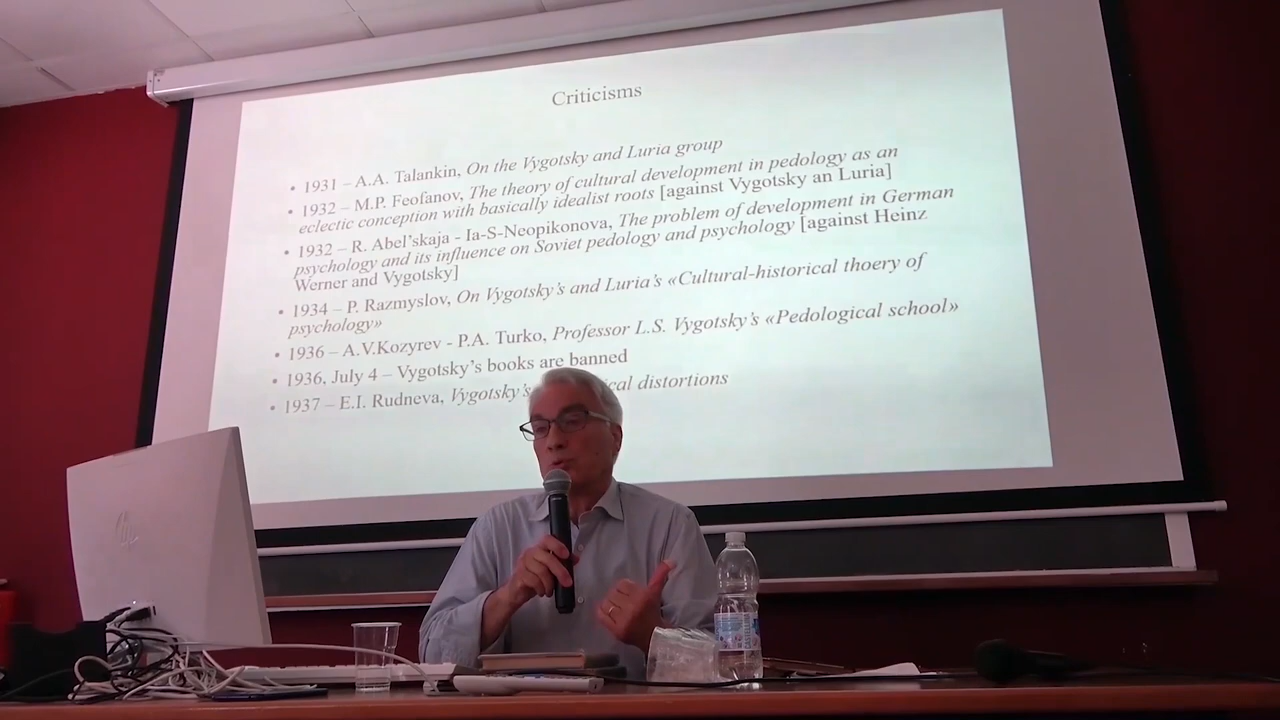 Criticisms
• 1931 – A.A. Talankin, On the Vygotsky and Luria group
• 1932 – M.P. Feofanov, The theory of cultural development in pedology as an
eclectic conception with basically idealist roots [against Vygotsky an Luria]
• 1932 – R. Abel'skaja - Ia-S-Neopikonova, The problem of development in German
psychology and its influence on Soviet pedology and psychology [against Heinz
Werner and Vygotsky]
• 1934 – P. Razmyslov, On Vygotsky's and Luria's «Cultural-historical thoery of
psychology»
• 1936 – A.V.Kozyrev - P.A. Turko, Professor L.S. Vygotsky's «Pedological school»
• 1936, July 4 – Vygotsky's books are banned
• 1937 – E.I. Rudneva, Vygotsky's distortions
hp